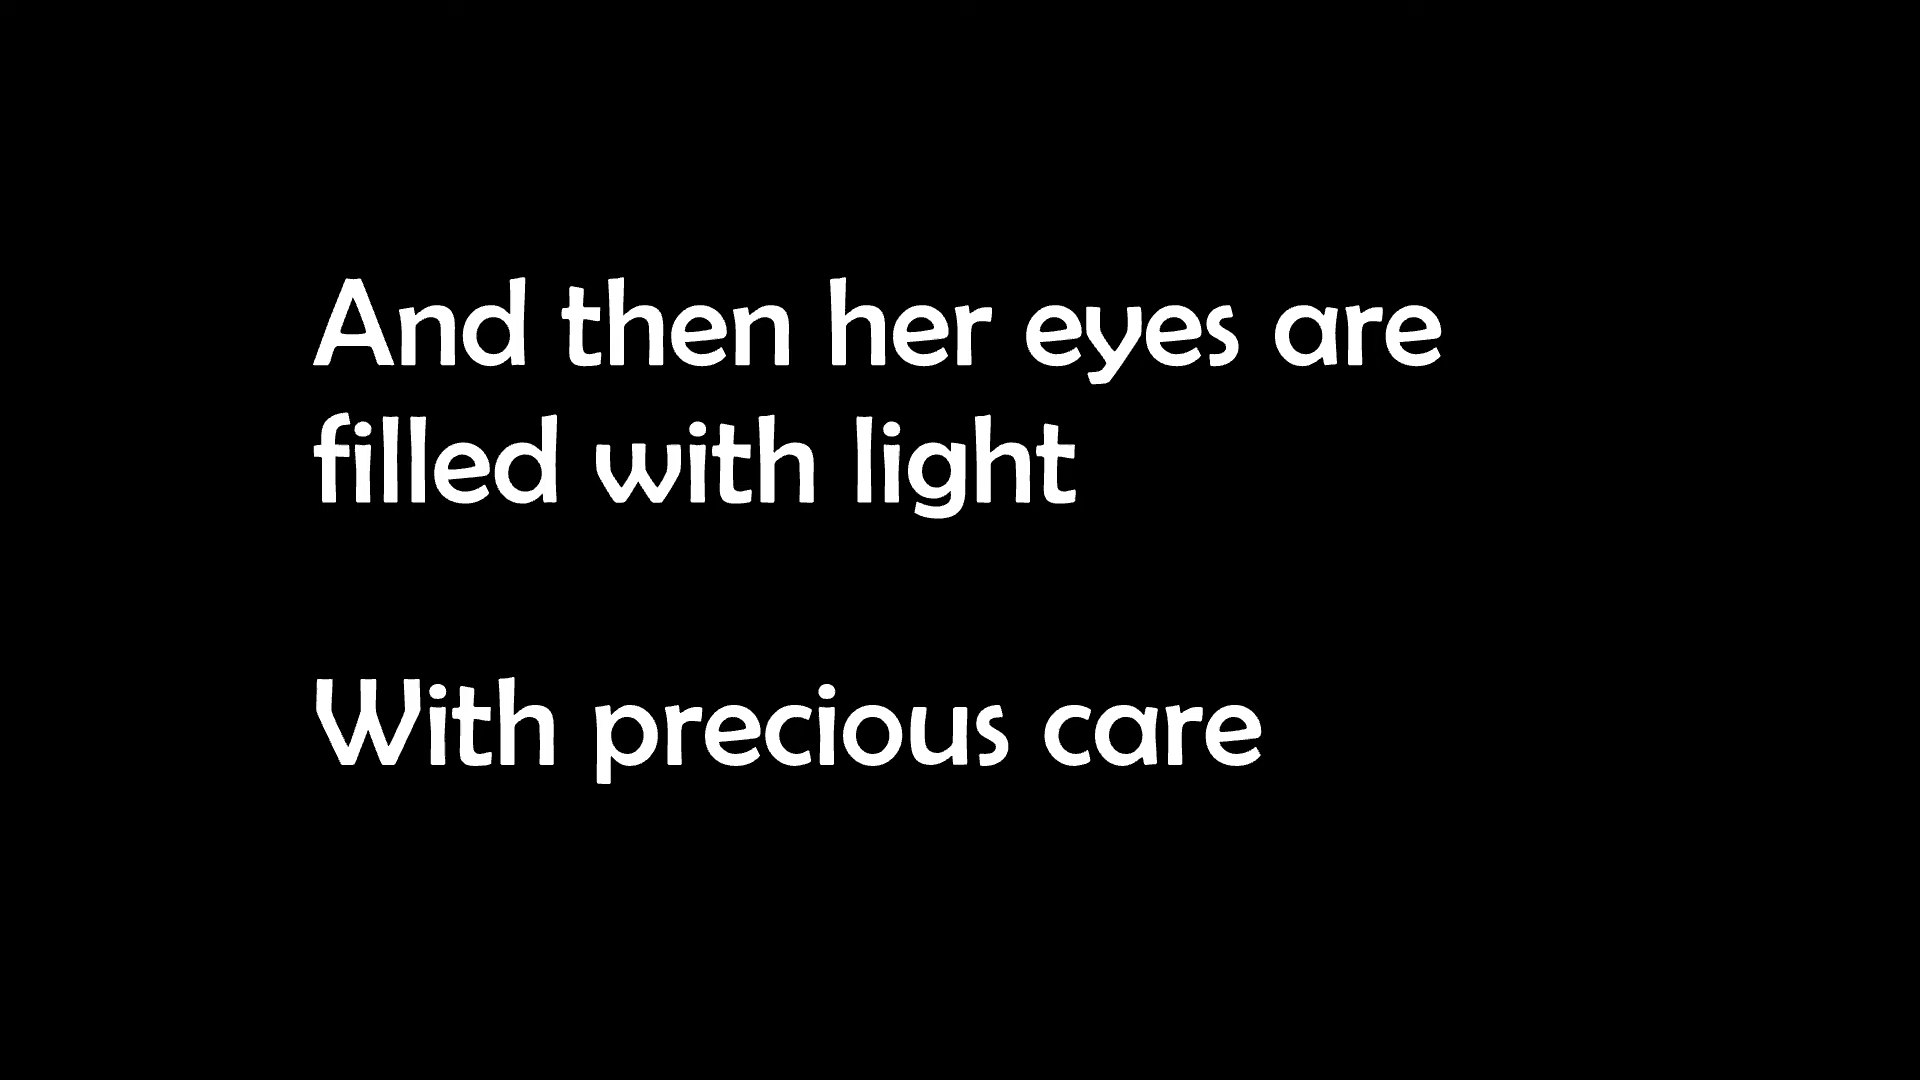 And then her eyes are
filled with light
With precious care